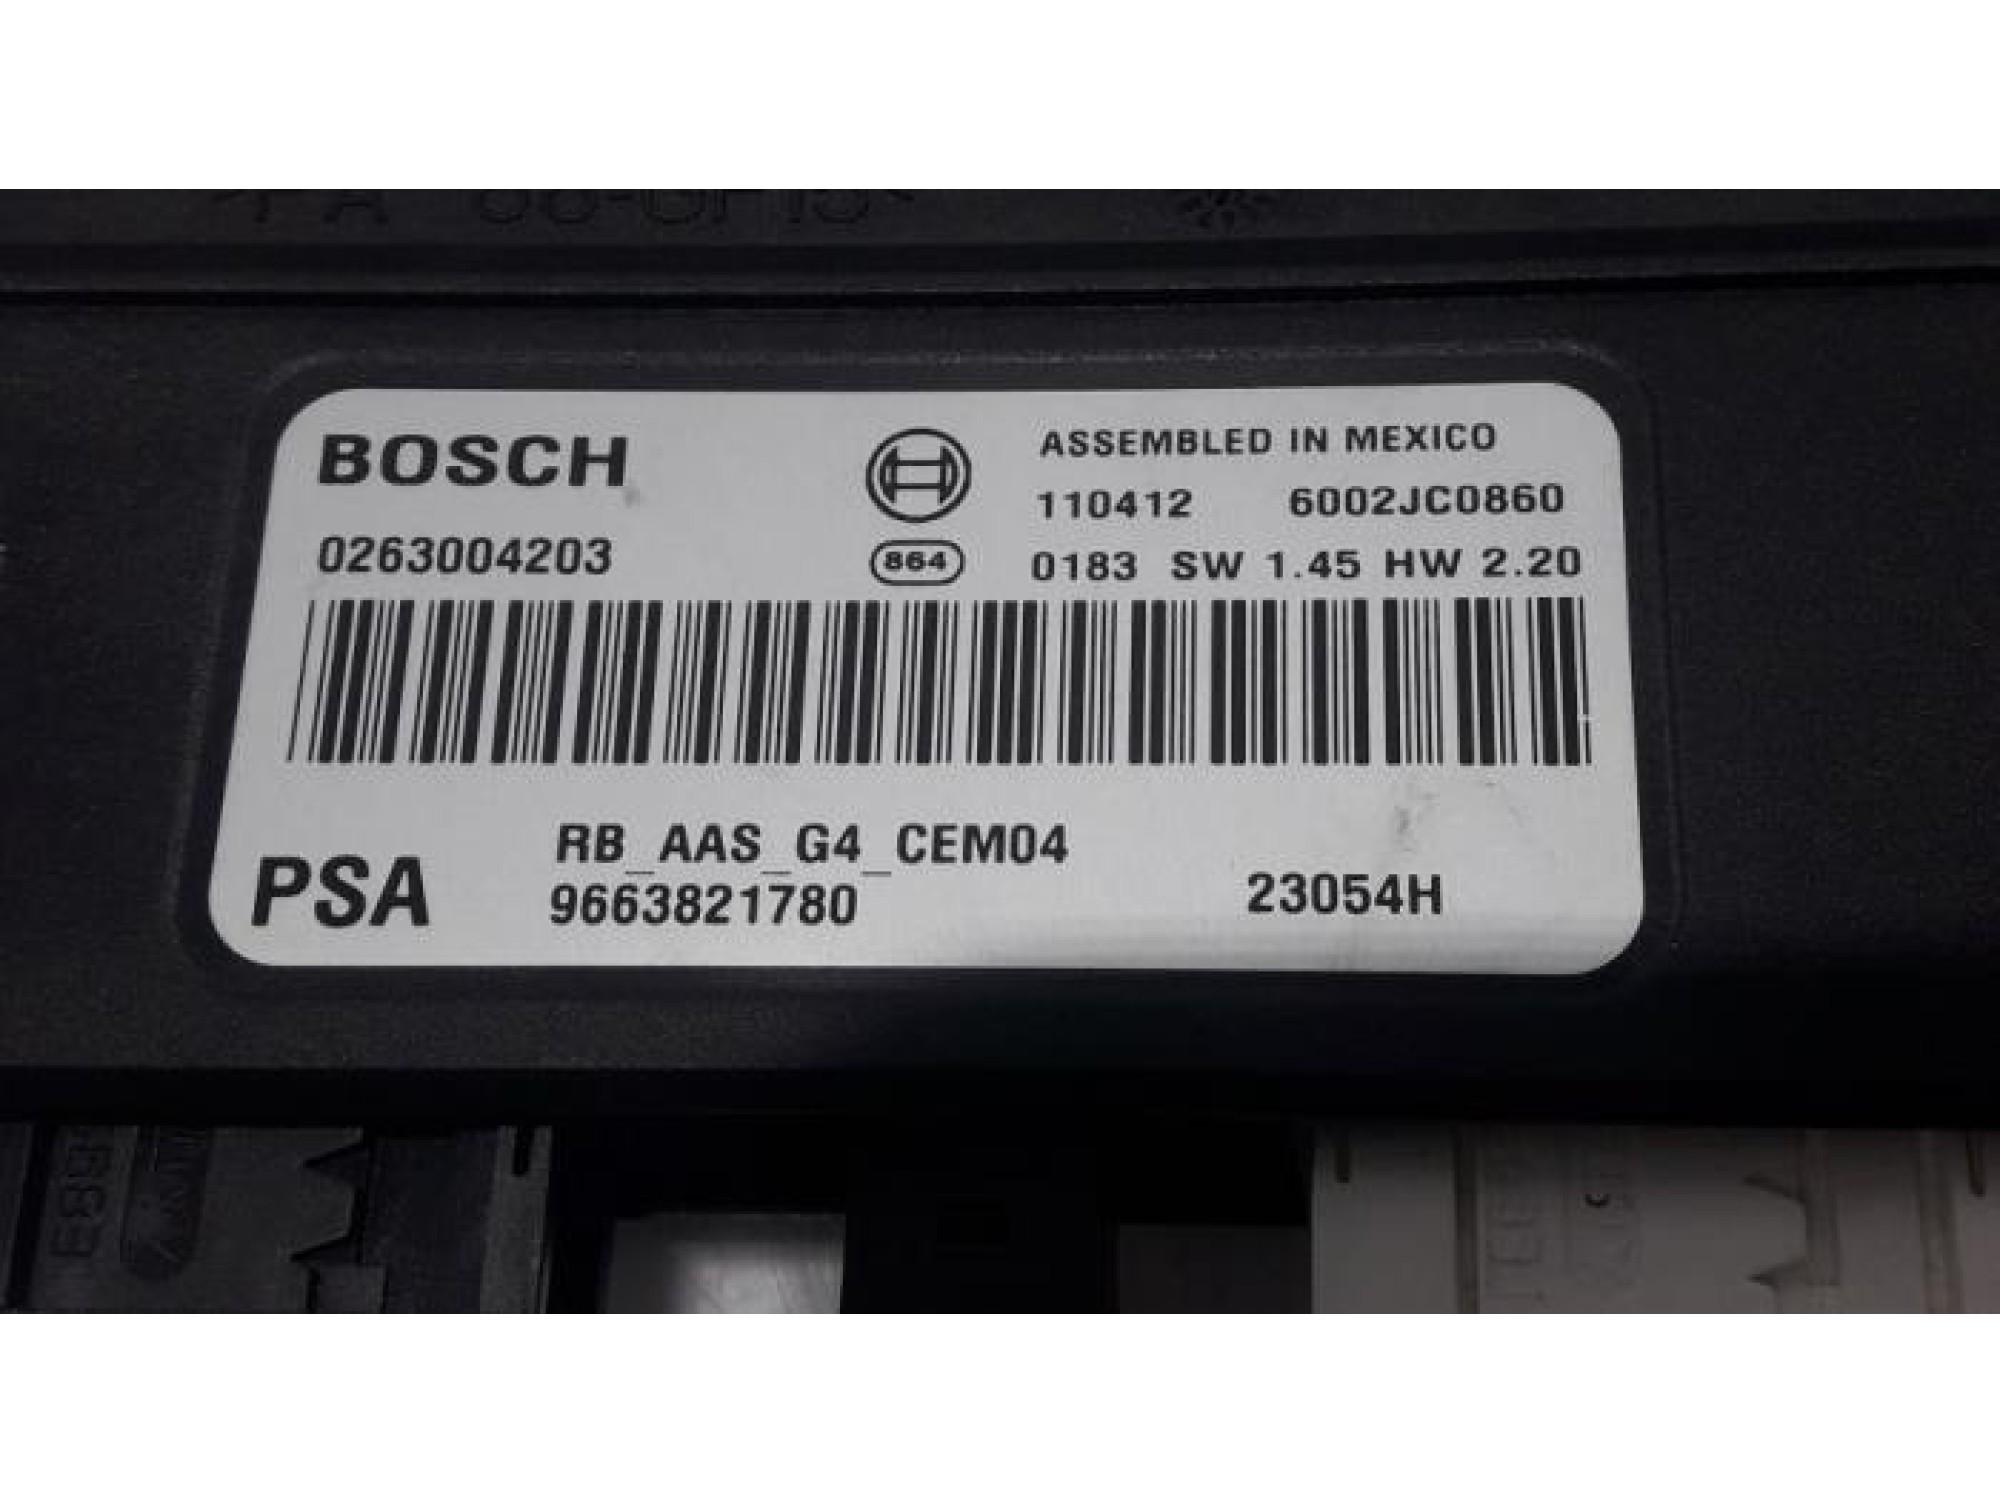 BOSCH
ASSEMBLED IN MEXICO
110412 6002JC0860
0263004203
864
0183 SW 1.45 HW 2.20
RB_AAS_G4_CEM04
PSA
9663821780
23054H